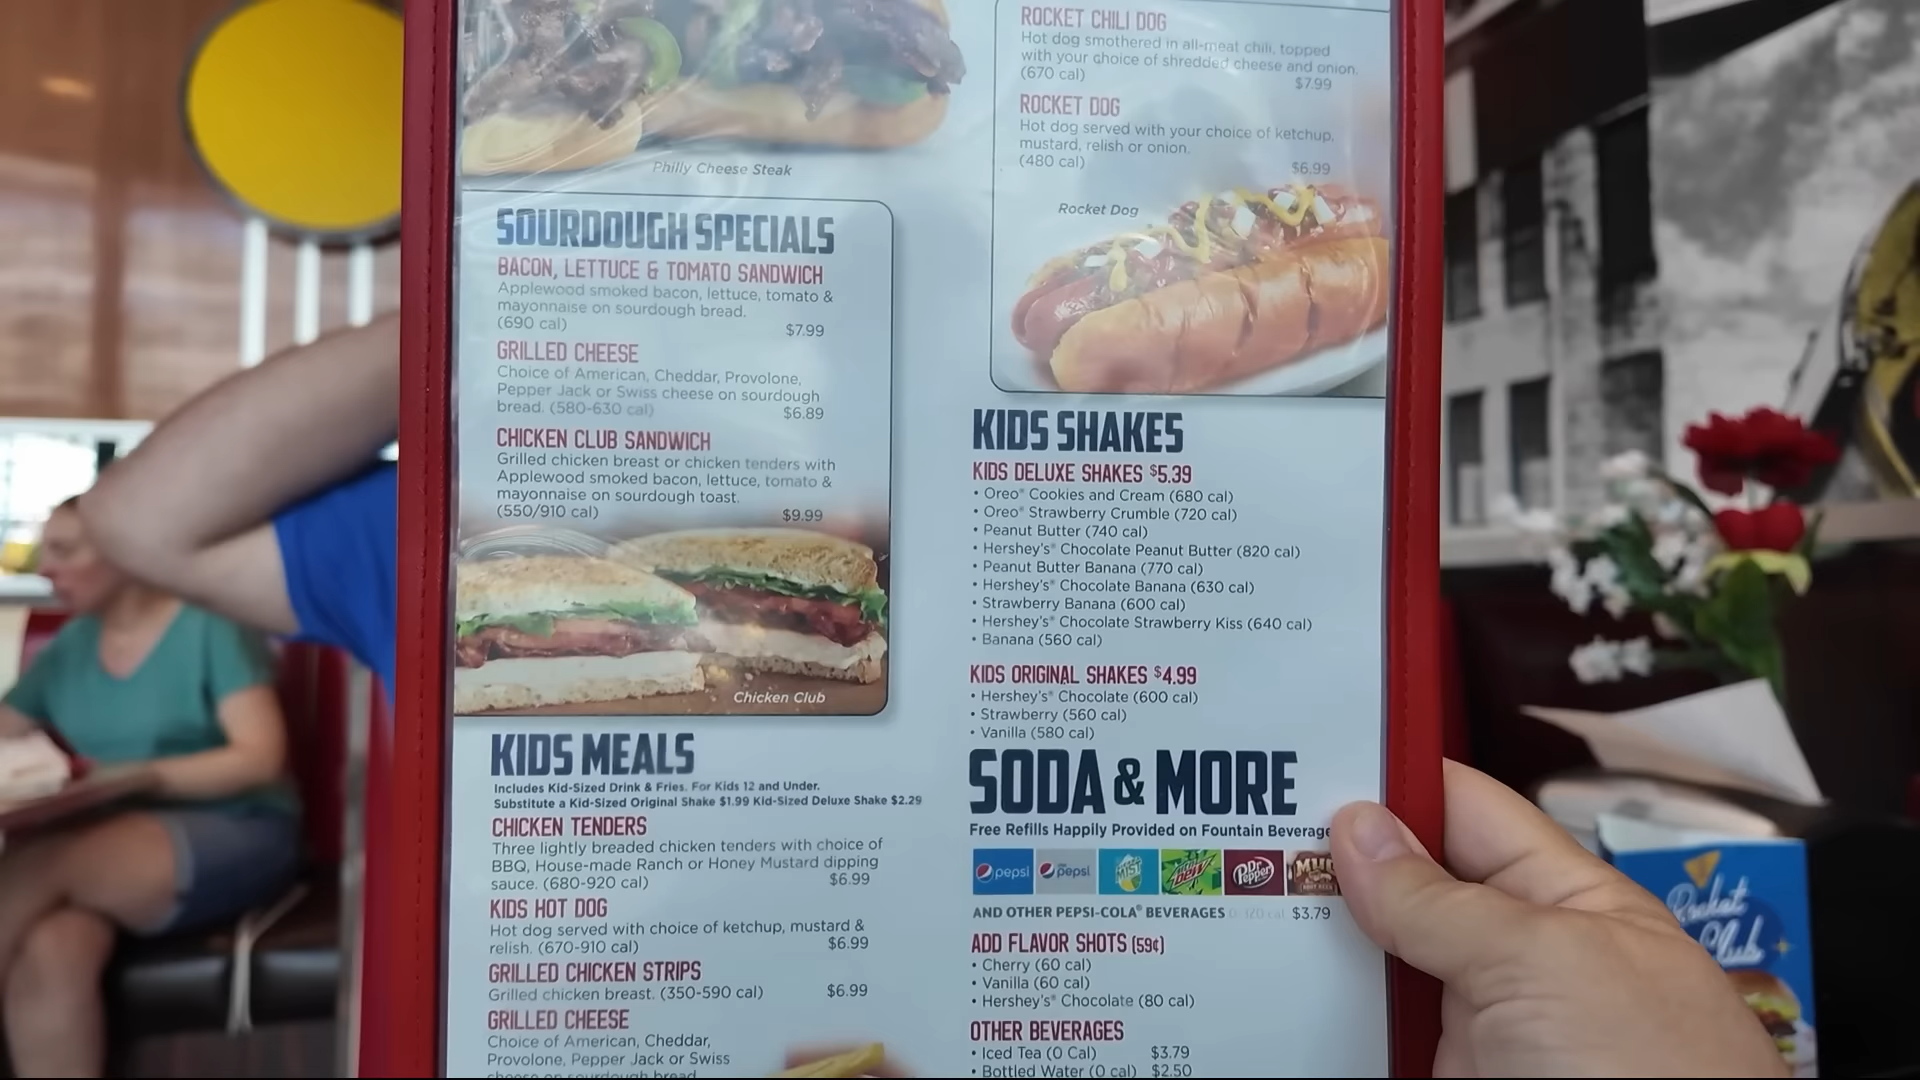 Philly Cheese Steak
SOURDOUGH SPECIALS
BACON, LETTUCE & TOMATO SANDWICH
Applewood smoked bacon, lettuce, tomato &
mayonnaise on sourdough bread.
(690 cal) $7.99
GRILLED CHEESE
Choice of American, Cheddar, Provolone,
Pepper Jack or Swiss cheese on sourdough
bread. (580-630 cal) $6.89
CHICKEN CLUB SANDWICH
Grilled chicken breast or chicken tenders with
Applewood smoked bacon, lettuce, tomato &
mayonnaise on sourdough toast.
(550/910 cal) $9.99
Chicken Club
KIDS MEALS
Includes Kid-Sized Drink & Fries. For Kids 12 and Under.
Substitute a Kid-Sized Original Shake $1.99 Kid-Sized Deluxe Shake $2.29
CHICKEN TENDERS
Three lightly breaded chicken tenders with choice of
BBQ, House-made Ranch or Honey Mustard dipping
sauce. (680-920 cal) $6.99
KIDS HOT DOG
Hot dog served with choice of ketchup, mustard &
relish. (670-910 cal) $6.99
GRILLED CHICKEN STRIPS
Grilled chicken breast. (350-590 cal) $6.99
GRILLED CHEESE
Choice of American, Cheddar,
Provolone, Pepper Jack or Swiss
cheese on sourdough bread
ROCKET CHILI DOG
Hot dog smothered in all-meat chili, topped
with your choice of shredded cheese and onion.
(670 cal) $7.99
ROCKET DOG
Hot dog served with your choice of ketchup,
mustard, relish or onion.
(480 cal) $6.99
Rocket Dog
KIDS SHAKES
KIDS DELUXE SHAKES $5.39
• Oreo® Cookies and Cream (680 cal)
• Oreo® Strawberry Crumble (720 cal)
• Peanut Butter (740 cal)
• Hershey's® Chocolate Peanut Butter (820 cal)
• Peanut Butter Banana (770 cal)
• Hershey's® Chocolate Banana (630 cal)
• Strawberry Banana (600 cal)
• Hershey's® Chocolate Strawberry Kiss (640 cal)
• Banana (560 cal)
KIDS ORIGINAL SHAKES $4.99
• Hershey's® Chocolate (600 cal)
• Strawberry (560 cal)
• Vanilla (580 cal)
SODA & MORE
Free Refills Happily Provided on Fountain Beverage
pepsi pepsi MIST Mtn Dew Dr Pepper MUG
AND OTHER PEPSI-COLA® BEVERAGES 0-120 cal $3.79
ADD FLAVOR SHOTS (59¢)
• Cherry (60 cal)
• Vanilla (60 cal)
• Hershey's® Chocolate (80 cal)
OTHER BEVERAGES
• Iced Tea (0 Cal) $3.79
• Bottled Water (0 cal) $2.50
Rocket
Club